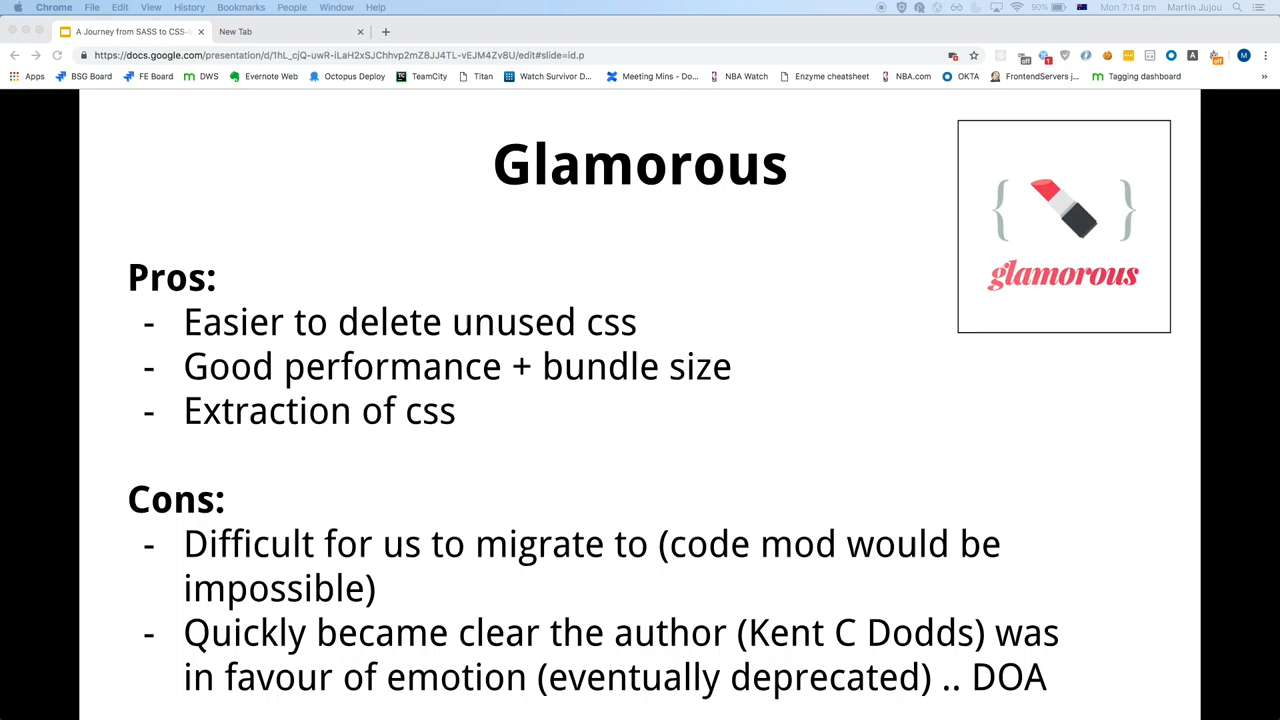 Chrome File Edit View History Bookmarks People Window Help 90% Mon 7:14 pm Martin Jujou
A Journey from SASS to CSS-i New Tab
https://docs.google.com/presentation/d/1hL_cjQ-uwR-iLaH2xSJChhvp2mZ8JJ4TL-vEJM4Zv8U/edit#slide=id.p
Apps BSG Board FE Board DWS Evernote Web Octopus Deploy TeamCity Titan Watch Survivor D... Meeting Mins - Do... NBA Watch Enzyme cheatsheet NBA.com OKTA FrontendServers j... Tagging dashboard »
Glamorous
{ }
glamorous
Pros:
- Easier to delete unused css
- Good performance + bundle size
- Extraction of css
Cons:
- Difficult for us to migrate to (code mod would be
impossible)
- Quickly became clear the author (Kent C Dodds) was
in favour of emotion (eventually deprecated) .. DOA